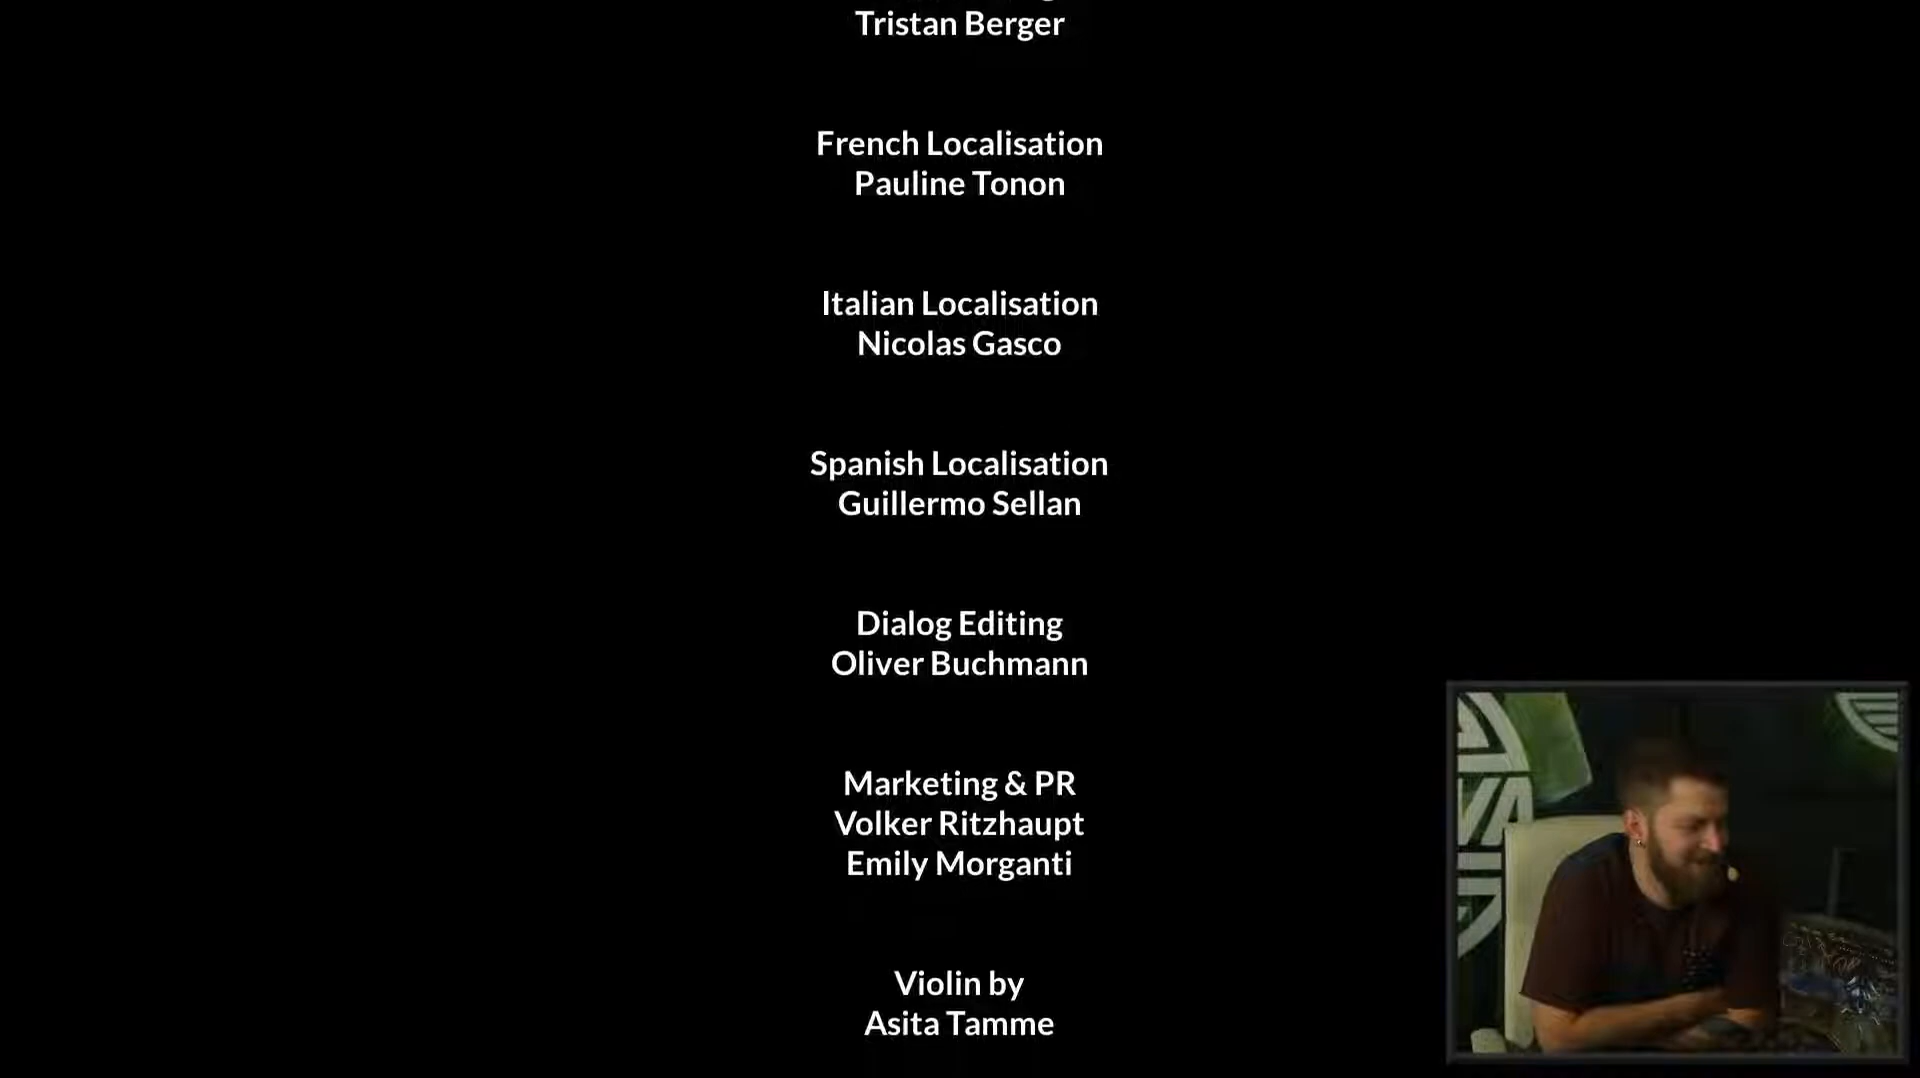 Tristan Berger
French Localisation
Pauline Tonon
Italian Localisation
Nicolas Gasco
Spanish Localisation
Guillermo Sellan
Dialog Editing
Oliver Buchmann
Marketing & PR
Volker Ritzhaupt
Emily Morganti
Violin by
Asita Tamme